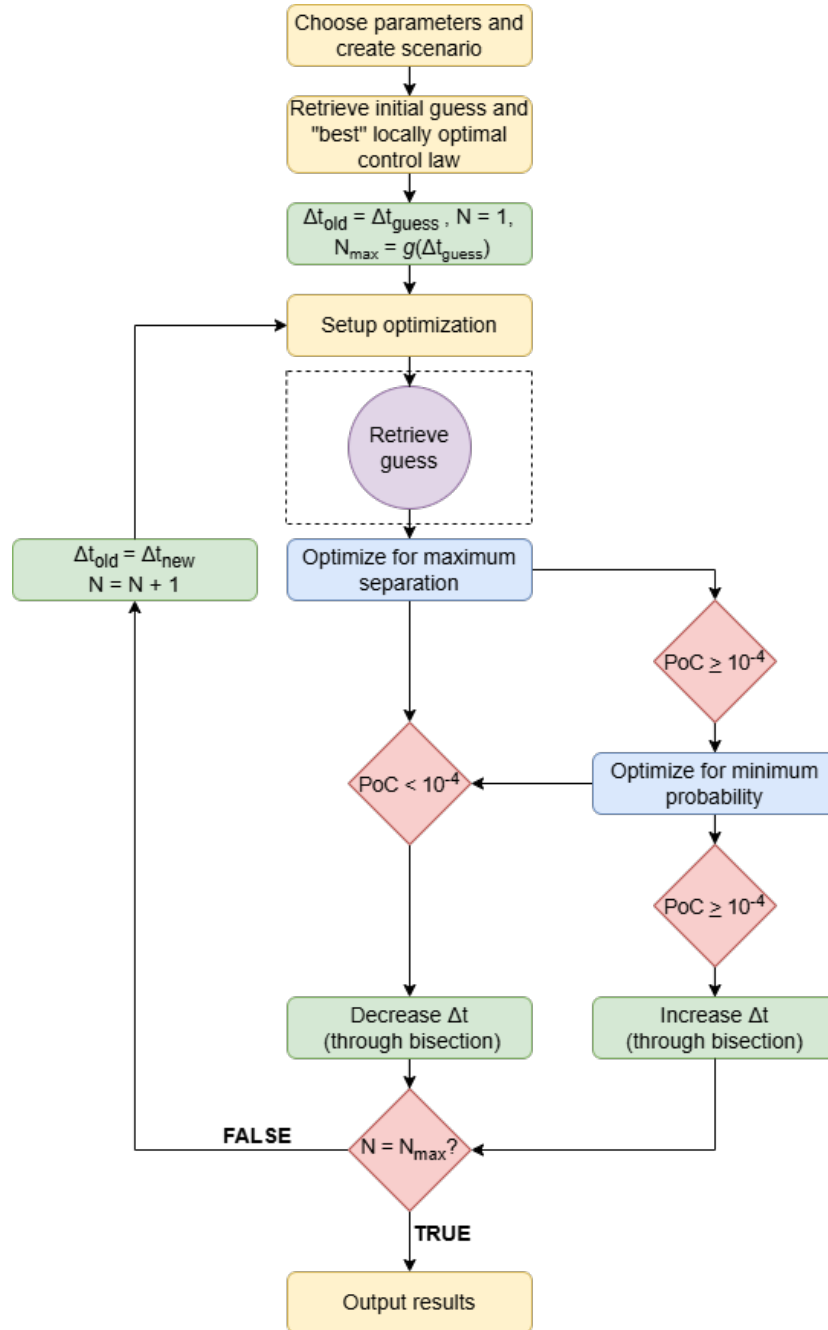 Choose parameters and
create scenario
Retrieve initial guess and
"best" locally optimal
control law
Δt_old = Δt_guess , N = 1,
N_max = g(Δt_guess)
Setup optimization
Retrieve
guess
Δt_old = Δt_new
N = N + 1
Optimize for maximum
separation
PoC ≥ 10^-4
PoC < 10^-4
Optimize for minimum
probability
PoC ≥ 10^-4
Decrease Δt
(through bisection)
Increase Δt
(through bisection)
FALSE
N = N_max?
TRUE
Output results